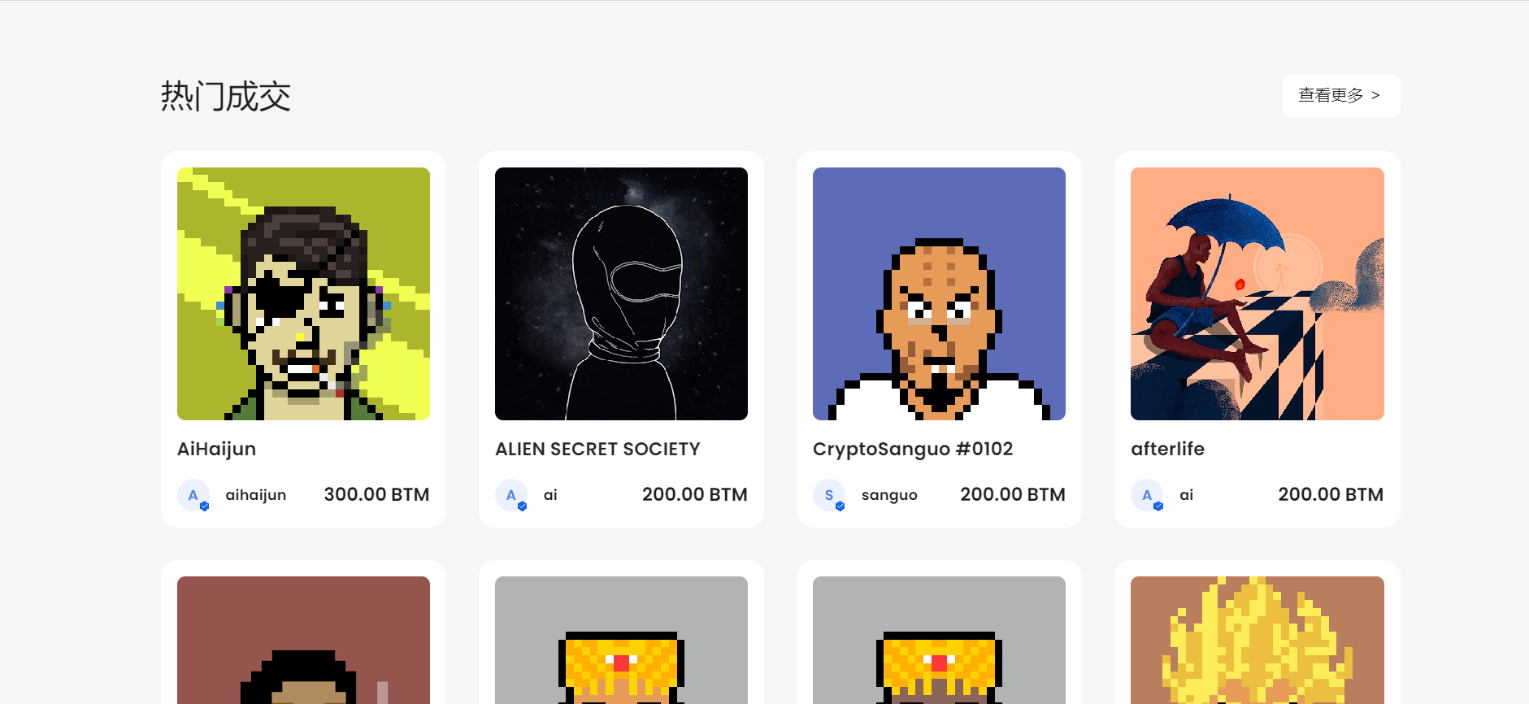 热门成交
查看更多 >
AiHaijun
A aihaijun 300.00 BTM
ALIEN SECRET SOCIETY
A ai 200.00 BTM
CryptoSanguo #0102
S sanguo 200.00 BTM
afterlife
A ai 200.00 BTM